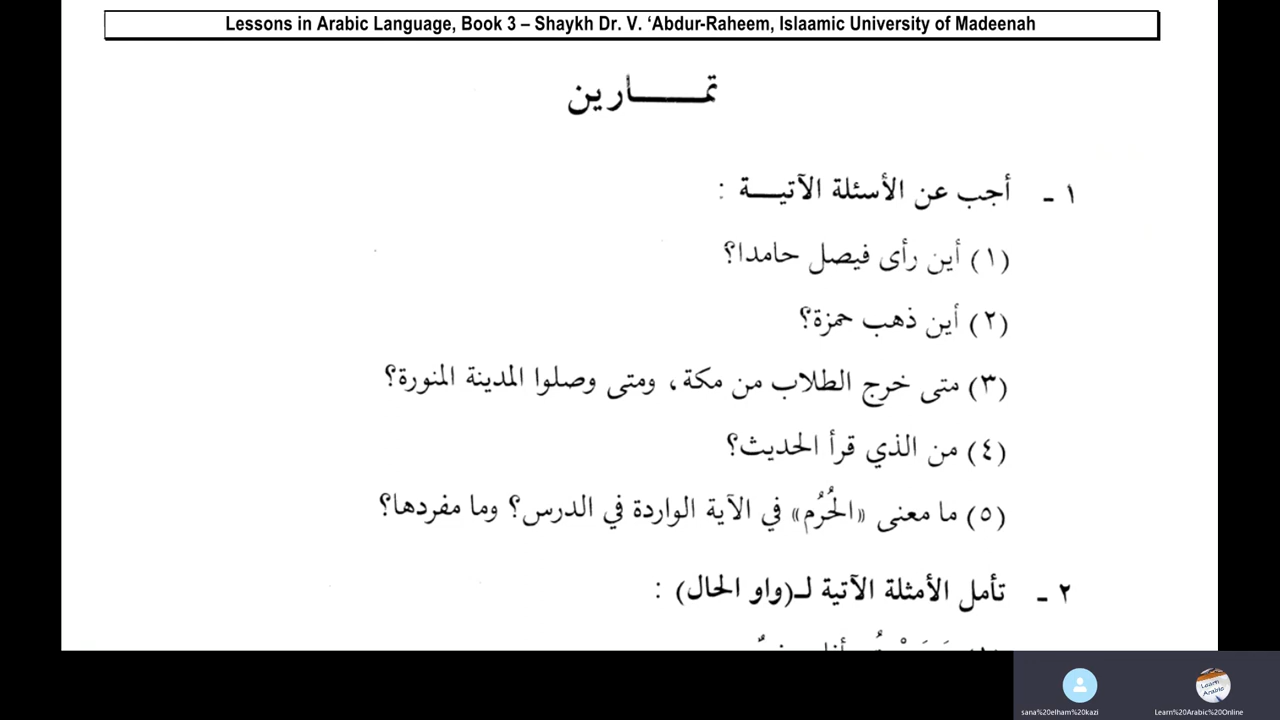 Lessons in Arabic Language, Book 3 – Shaykh Dr. V. ‘Abdur-Raheem, Islaamic University of Madeenah
تمـــــــارين
١ ـ أجب عن الأسئلة الآتيـــة :
(١) أين رأى فيصل حامدا؟
(٢) أين ذهب حمزة؟
(٣) متى خرج الطلاب من مكة، ومتى وصلوا المدينة المنورة؟
(٤) من الذي قرأ الحديث؟
(٥) ما معنى «الحُرُم» في الآية الواردة في الدرس؟ وما مفردها؟
٢ ـ تأمل الأمثلة الآتية لـ(واو الحال) :
sana%20elham%20kazi
Learn Arabic
Learn%20Arabic%20Online